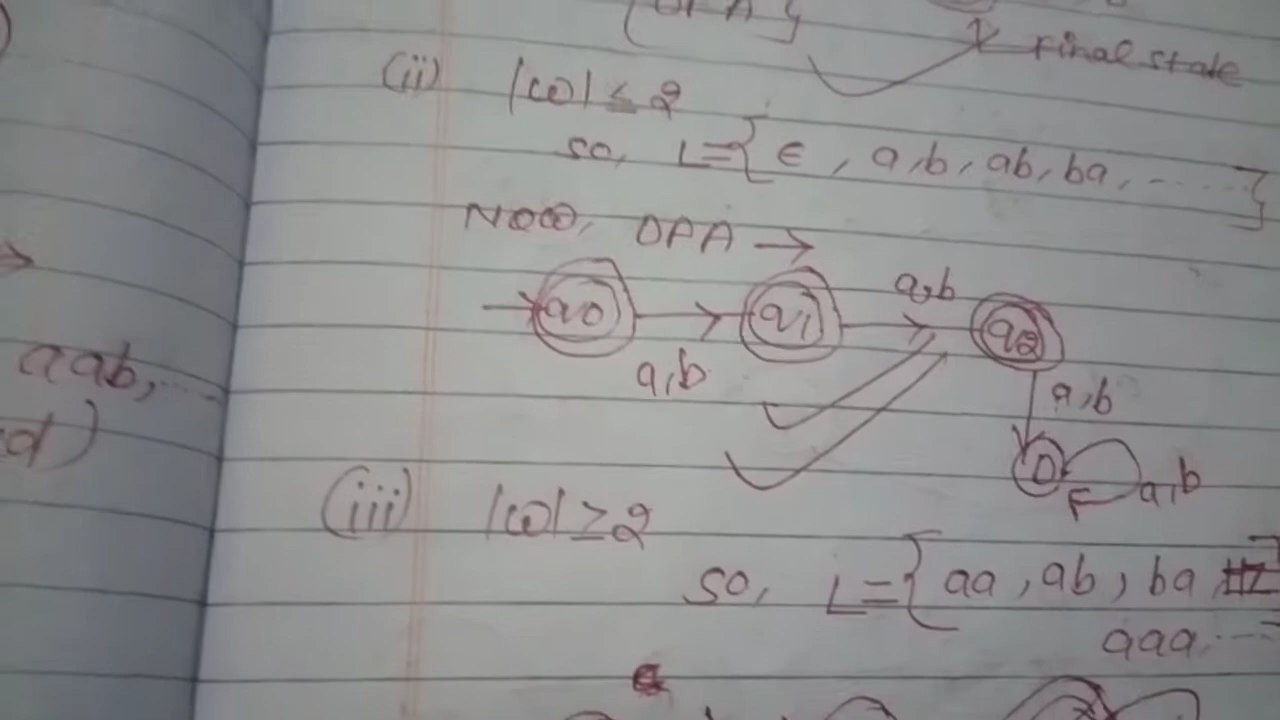 Final state
(ii) |w| ≤ 2
so, L = { ε, a, b, ab, ba, ...... }
Now, DFA →
q0 a,b q1 a,b q2
a,b
D a,b
aab, ...
(iii) |w| ≥ 2
so, L = { aa, ab, ba
aaa, ...